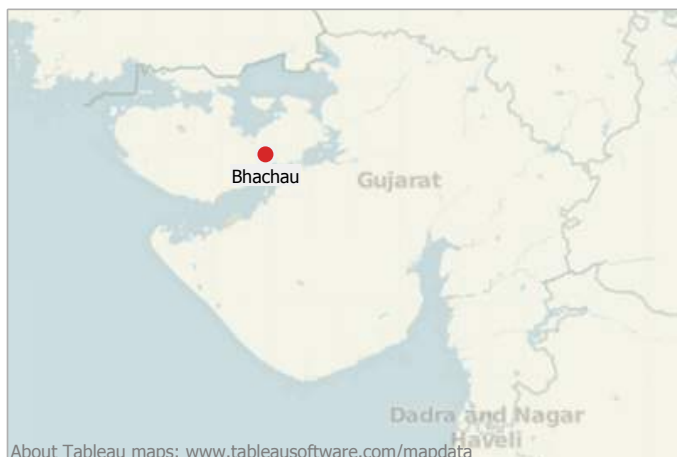 Bhachau
Gujarat
Dadra and Nagar
Haveli
About Tableau maps: www.tableausoftware.com/mapdata